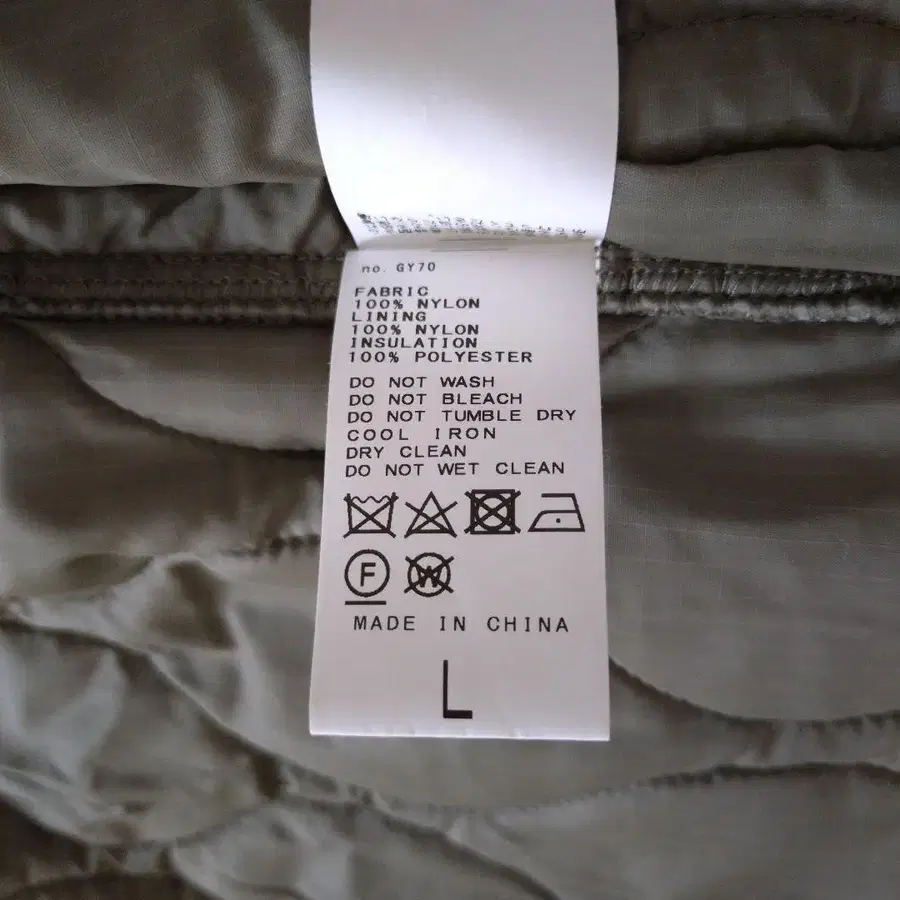 no. GY70
FABRIC
100% NYLON
LINING
100% NYLON
INSULATION
100% POLYESTER
DO NOT WASH
DO NOT BLEACH
DO NOT TUMBLE DRY
COOL IRON
DRY CLEAN
DO NOT WET CLEAN
F W
MADE IN CHINA
L